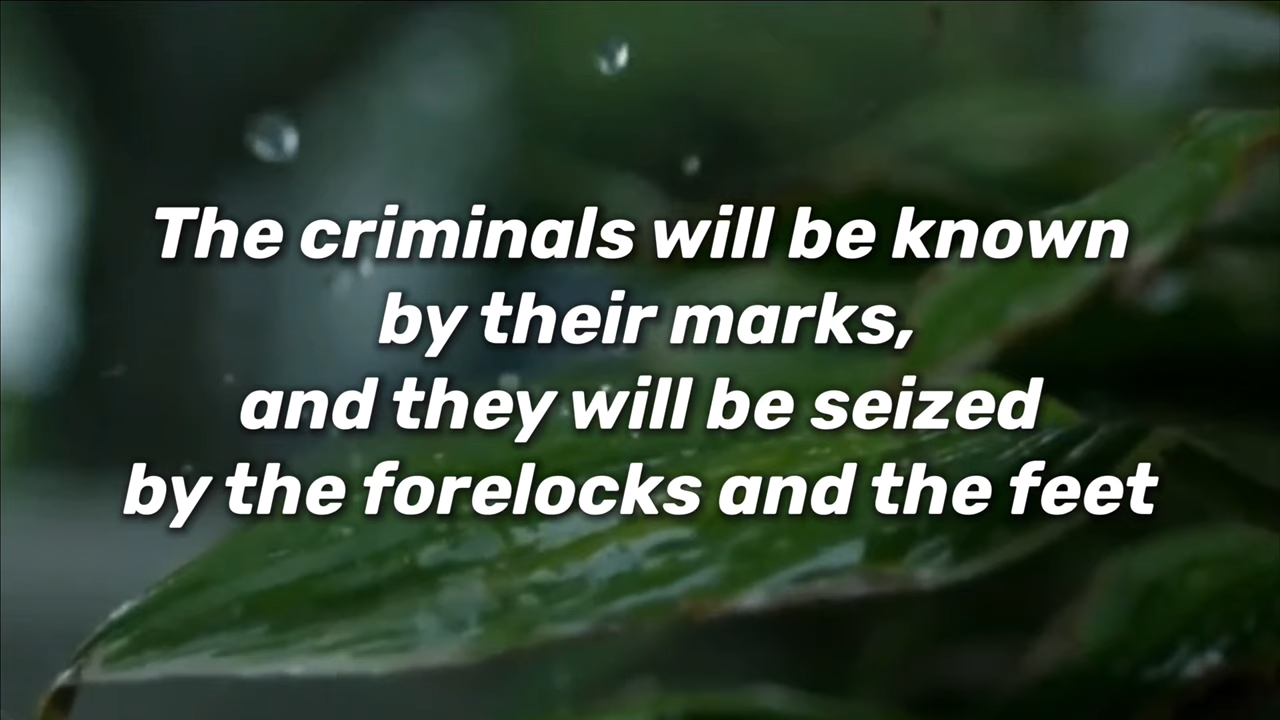 The criminals will be known
by their marks,
and they will be seized
by the forelocks and the feet